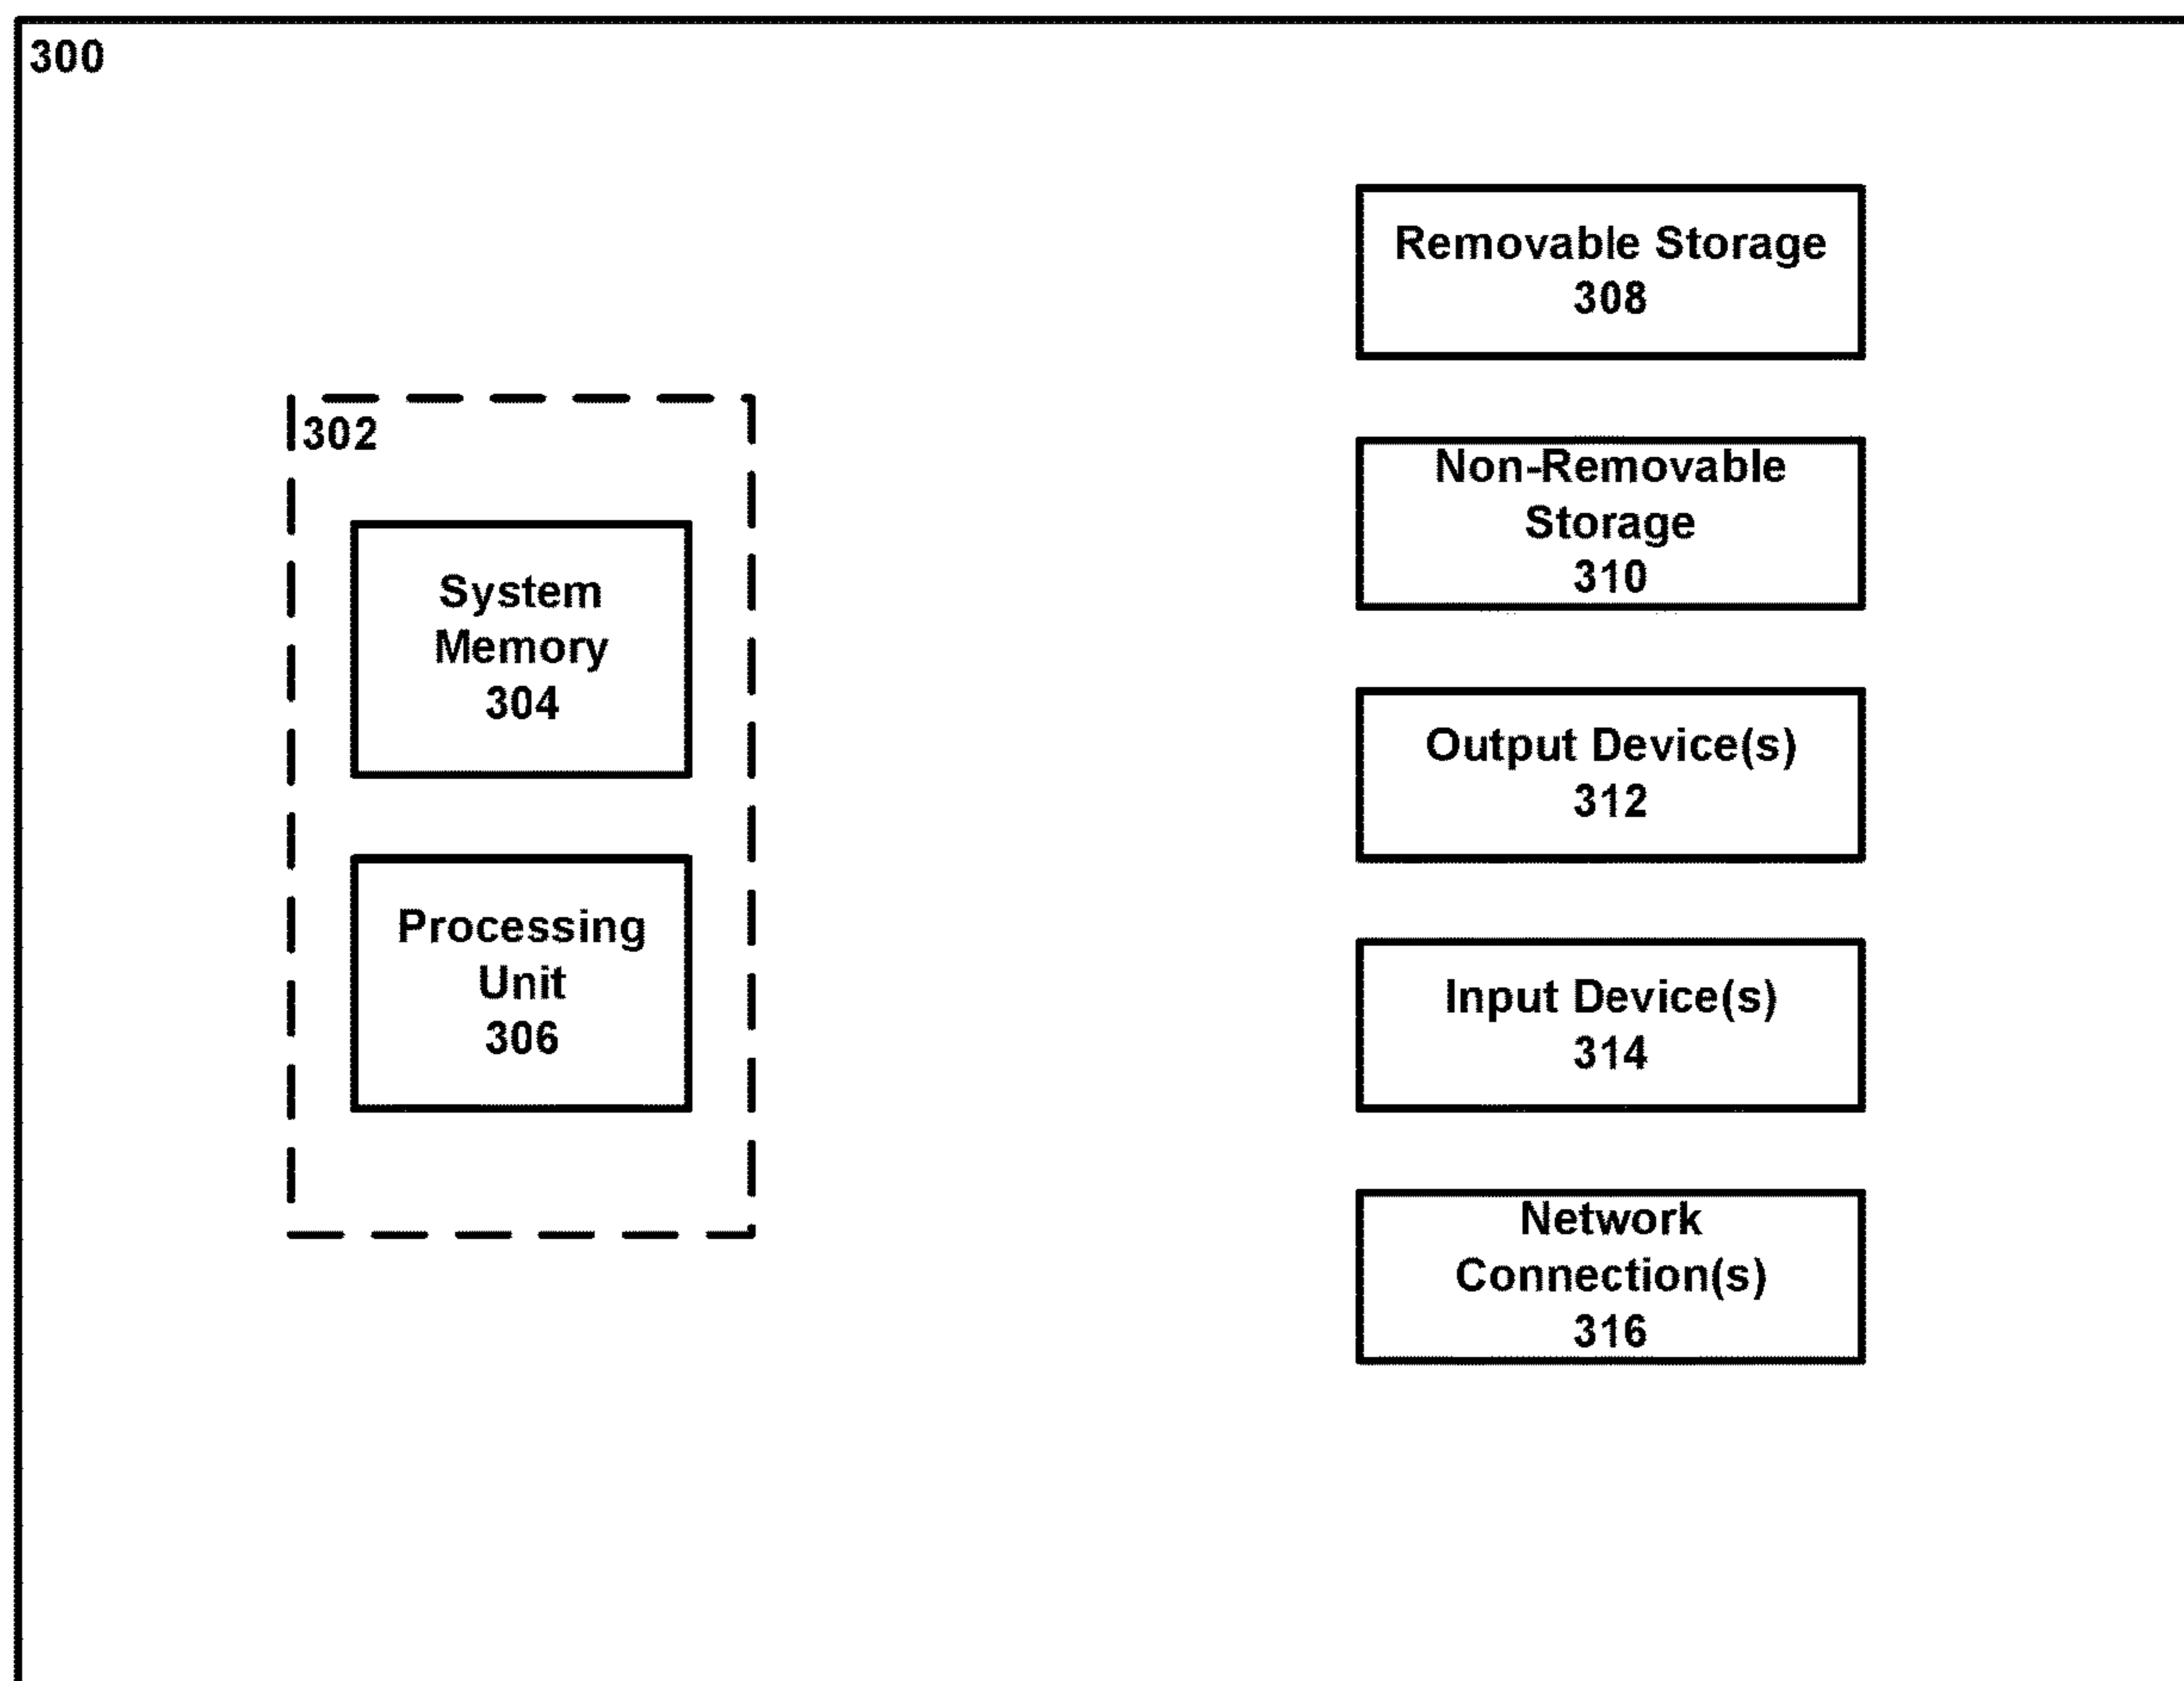 300
302
System
Memory
304
Processing
Unit
306
Removable Storage
308
Non-Removable
Storage
310
Output Device(s)
312
Input Device(s)
314
Network
Connection(s)
316